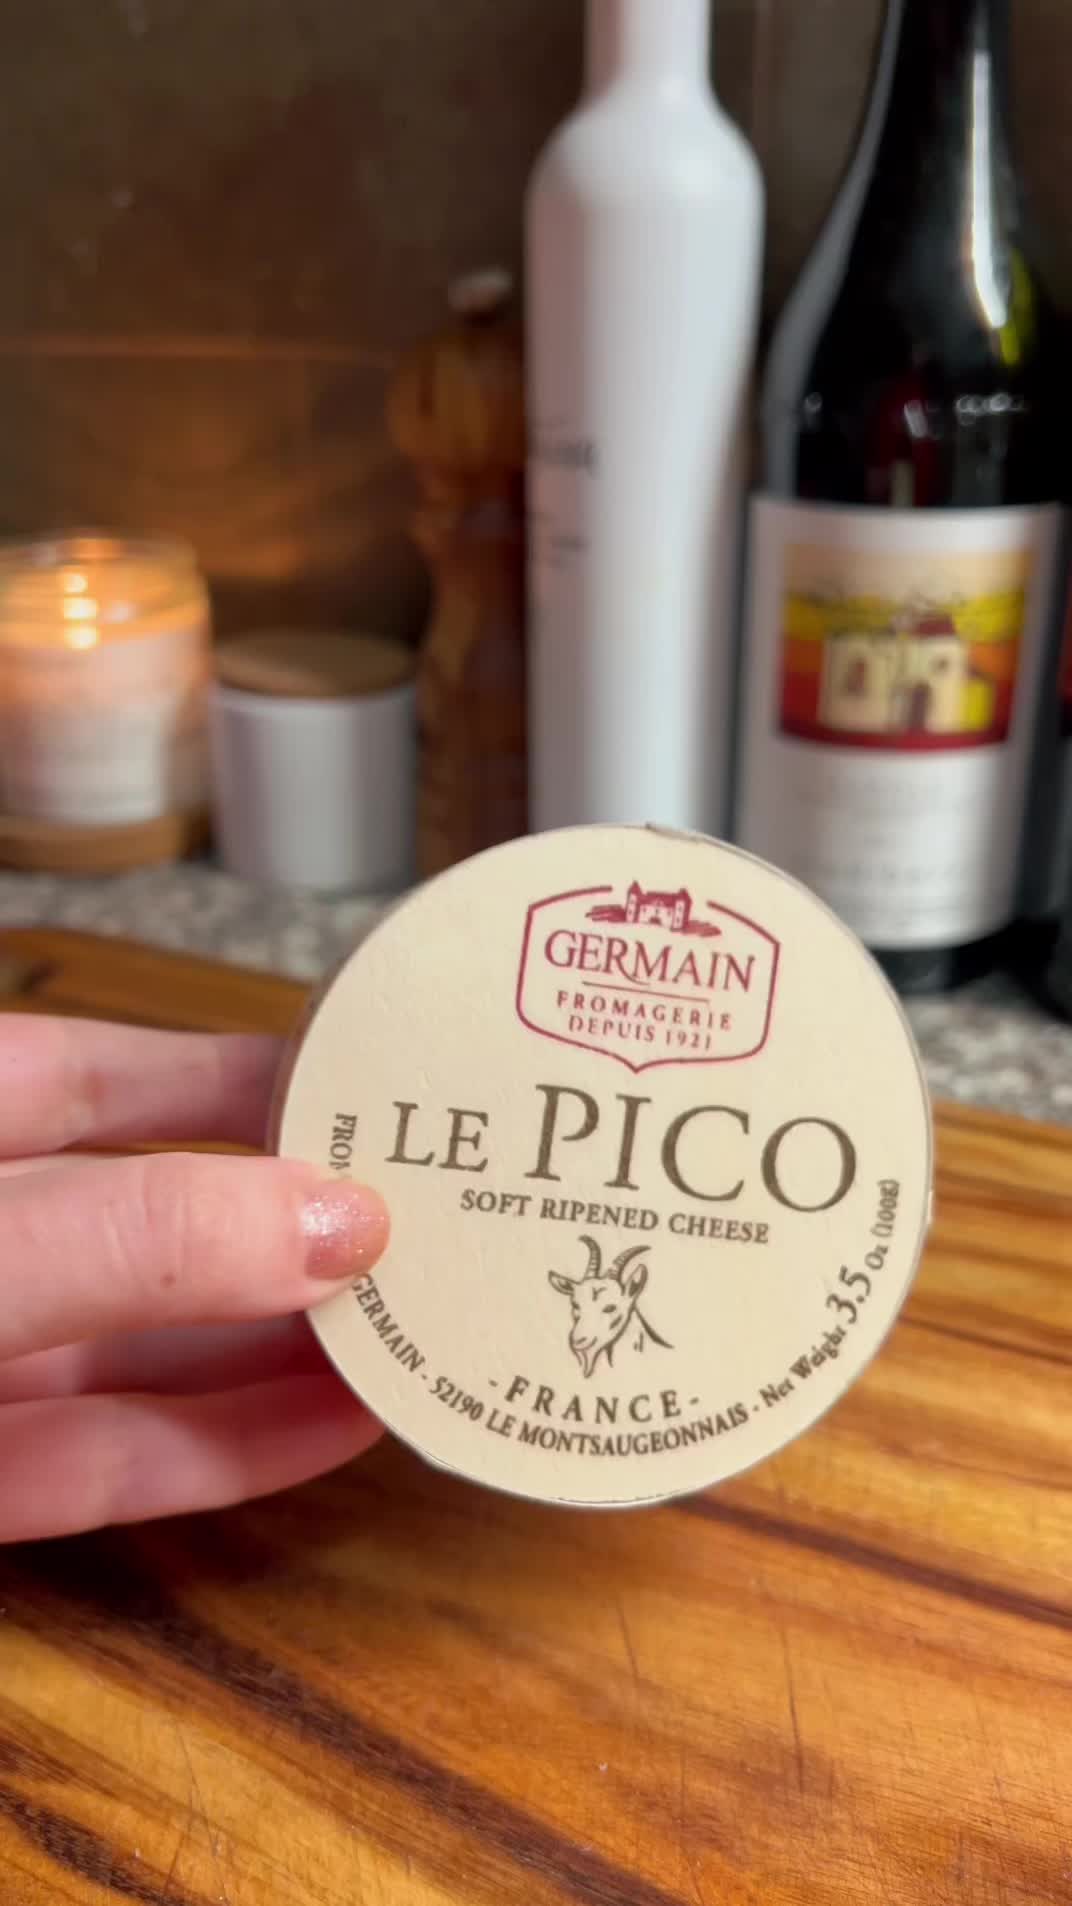 GERMAIN
FROMAGERIE
DEPUIS 1921
LE PICO
SOFT RIPENED CHEESE
-FRANCE-
GERMAIN - 52190 LE MONTSAUGEONNAIS - Net Weight 3.5 Oz (100g)